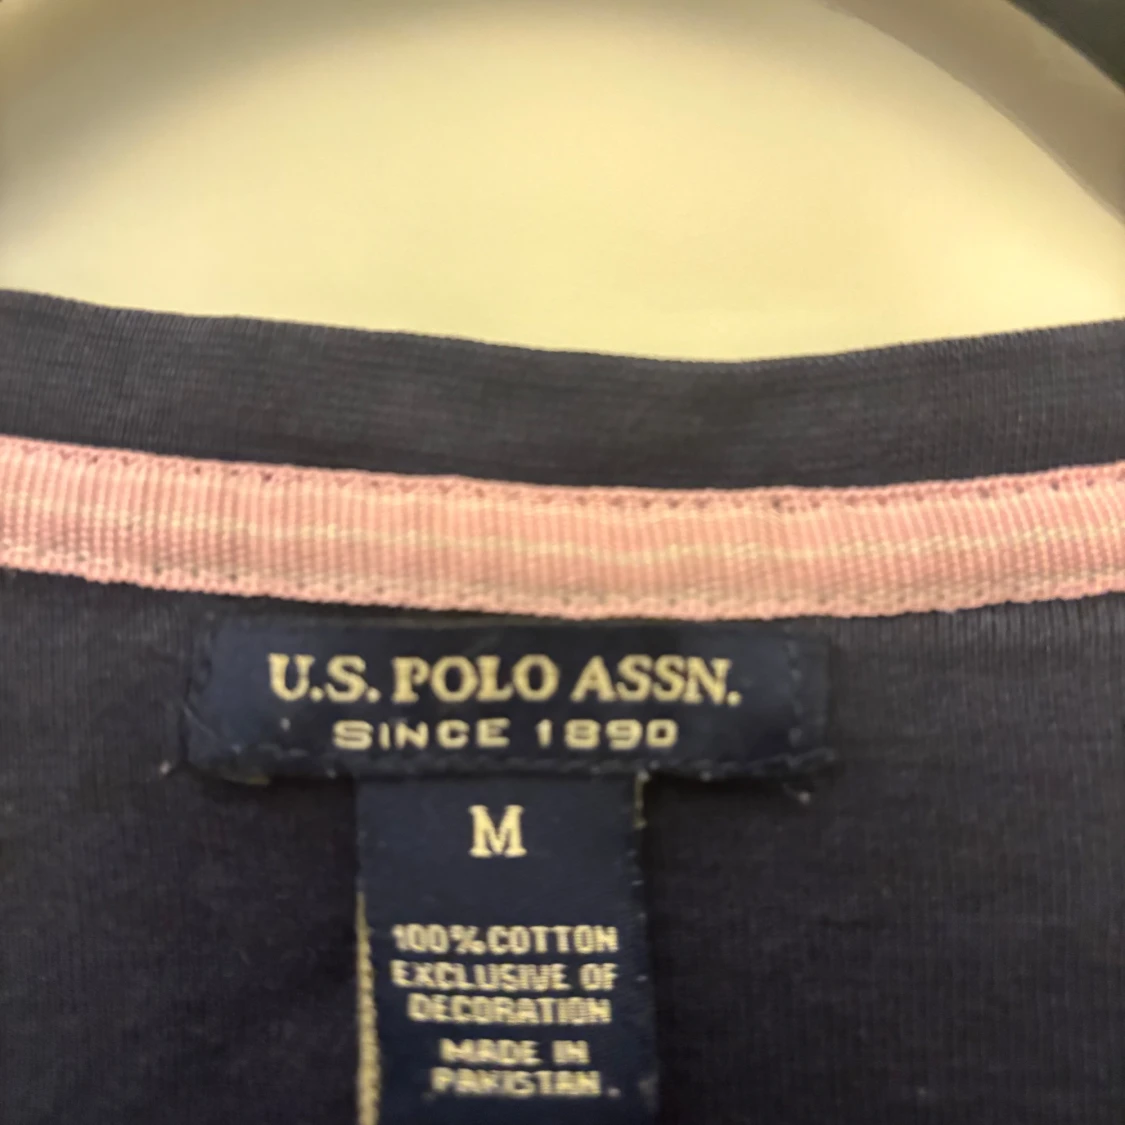 U.S. POLO ASSN.
SINCE 1890
M
100%COTTON
EXCLUSIVE OF
DECORATION
MADE IN
PAKISTAN.